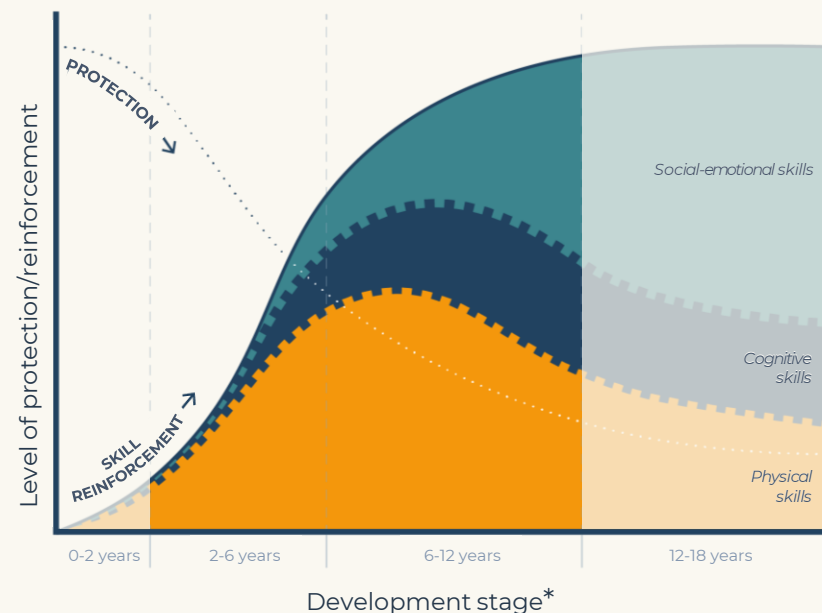 Level of protection/reinforcement
PROTECTION
SKILL
REINFORCEMENT
Social-emotional skills
Cognitive
skills
Physical
skills
0-2 years
2-6 years
6-12 years
12-18 years
Development stage*